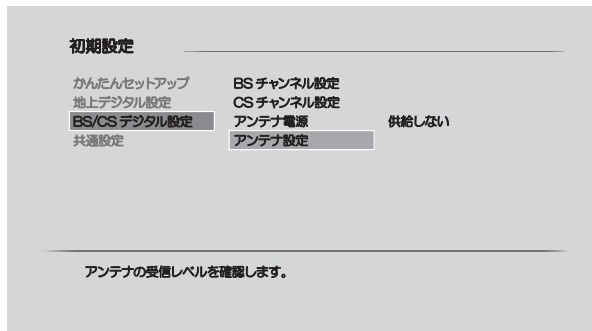 初期設定
かんたんセットアップ
地上デジタル設定
BS/CS デジタル設定
共通設定
BS チャンネル設定
CS チャンネル設定
アンテナ電源 供給しない
アンテナ設定
アンテナの受信レベルを確認します。